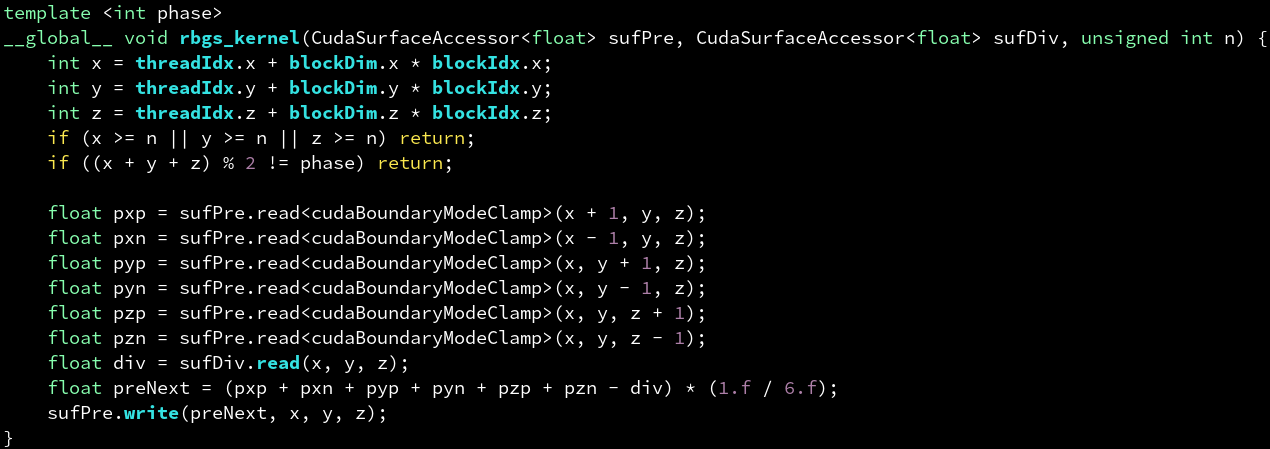 template <int phase>
__global__ void rbgs_kernel(CudaSurfaceAccessor<float> sufPre, CudaSurfaceAccessor<float> sufDiv, unsigned int n) {
    int x = threadIdx.x + blockDim.x * blockIdx.x;
    int y = threadIdx.y + blockDim.y * blockIdx.y;
    int z = threadIdx.z + blockDim.z * blockIdx.z;
    if (x >= n || y >= n || z >= n) return;
    if ((x + y + z) % 2 != phase) return;

    float pxp = sufPre.read<cudaBoundaryModeClamp>(x + 1, y, z);
    float pxn = sufPre.read<cudaBoundaryModeClamp>(x - 1, y, z);
    float pyp = sufPre.read<cudaBoundaryModeClamp>(x, y + 1, z);
    float pyn = sufPre.read<cudaBoundaryModeClamp>(x, y - 1, z);
    float pzp = sufPre.read<cudaBoundaryModeClamp>(x, y, z + 1);
    float pzn = sufPre.read<cudaBoundaryModeClamp>(x, y, z - 1);
    float div = sufDiv.read(x, y, z);
    float preNext = (pxp + pxn + pyp + pyn + pzp + pzn - div) * (1.f / 6.f);
    sufPre.write(preNext, x, y, z);
}